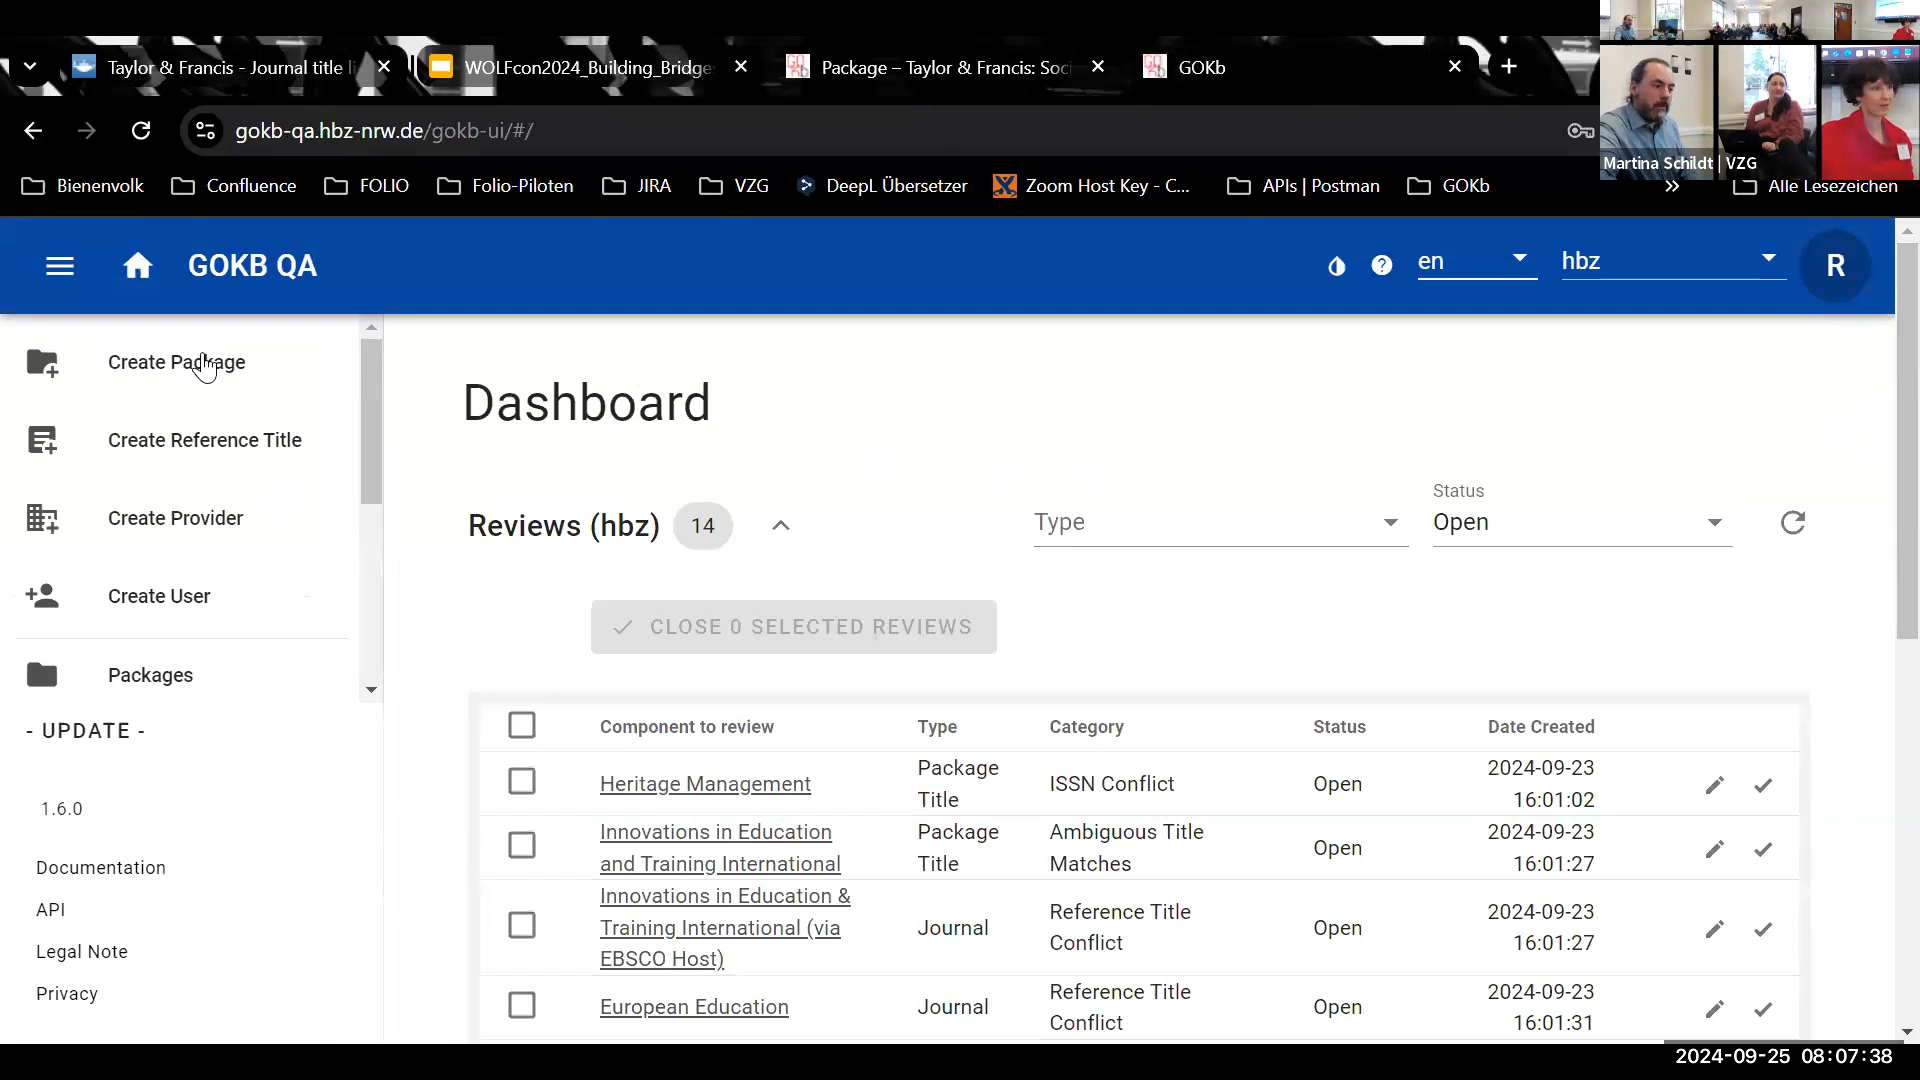 Taylor & Francis - Journal title li
WOLFcon2024_Building_Bridges
Package – Taylor & Francis: Soci
GOKb
gokb-qa.hbz-nrw.de/gokb-ui/#/
Bienenvolk
Confluence
FOLIO
Folio-Piloten
JIRA
VZG
DeepL Übersetzer
Zoom Host Key - C...
APIs | Postman
GOKb
»
Alle Lesezeichen
Martina Schildt | VZG
GOKB QA
en
hbz
R
Create Package
Create Reference Title
Create Provider
Create User
Packages
- UPDATE -
1.6.0
Documentation
API
Legal Note
Privacy
Dashboard
Reviews (hbz) 14
Type
Status
Open
CLOSE 0 SELECTED REVIEWS
Component to review Type Category Status Date Created
Heritage Management
Package
Title
ISSN Conflict
Open
2024-09-23
16:01:02
Innovations in Education
and Training International
Package
Title
Ambiguous Title
Matches
Open
2024-09-23
16:01:27
Innovations in Education &
Training International (via
EBSCO Host)
Journal
Reference Title
Conflict
Open
2024-09-23
16:01:27
European Education
Journal
Reference Title
Conflict
Open
2024-09-23
16:01:31
2024-09-25 08:07:38